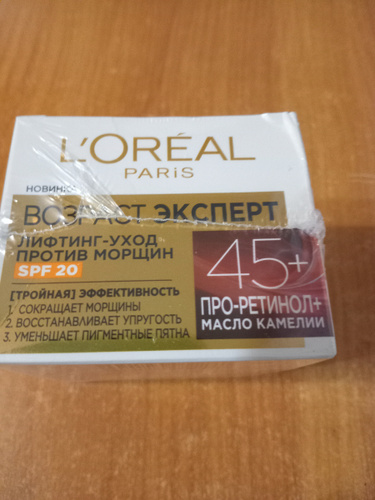 L'ORÉAL
PARIS
НОВИНКА
ВОЗРАСТ ЭКСПЕРТ
ЛИФТИНГ-УХОД
ПРОТИВ МОРЩИН
SPF 20
45+
ПРО-РЕТИНОЛ+
МАСЛО КАМЕЛИИ
[ТРОЙНАЯ] ЭФФЕКТИВНОСТЬ
1. СОКРАЩАЕТ МОРЩИНЫ
2. ВОССТАНАВЛИВАЕТ УПРУГОСТЬ
3. УМЕНЬШАЕТ ПИГМЕНТНЫЕ ПЯТНА